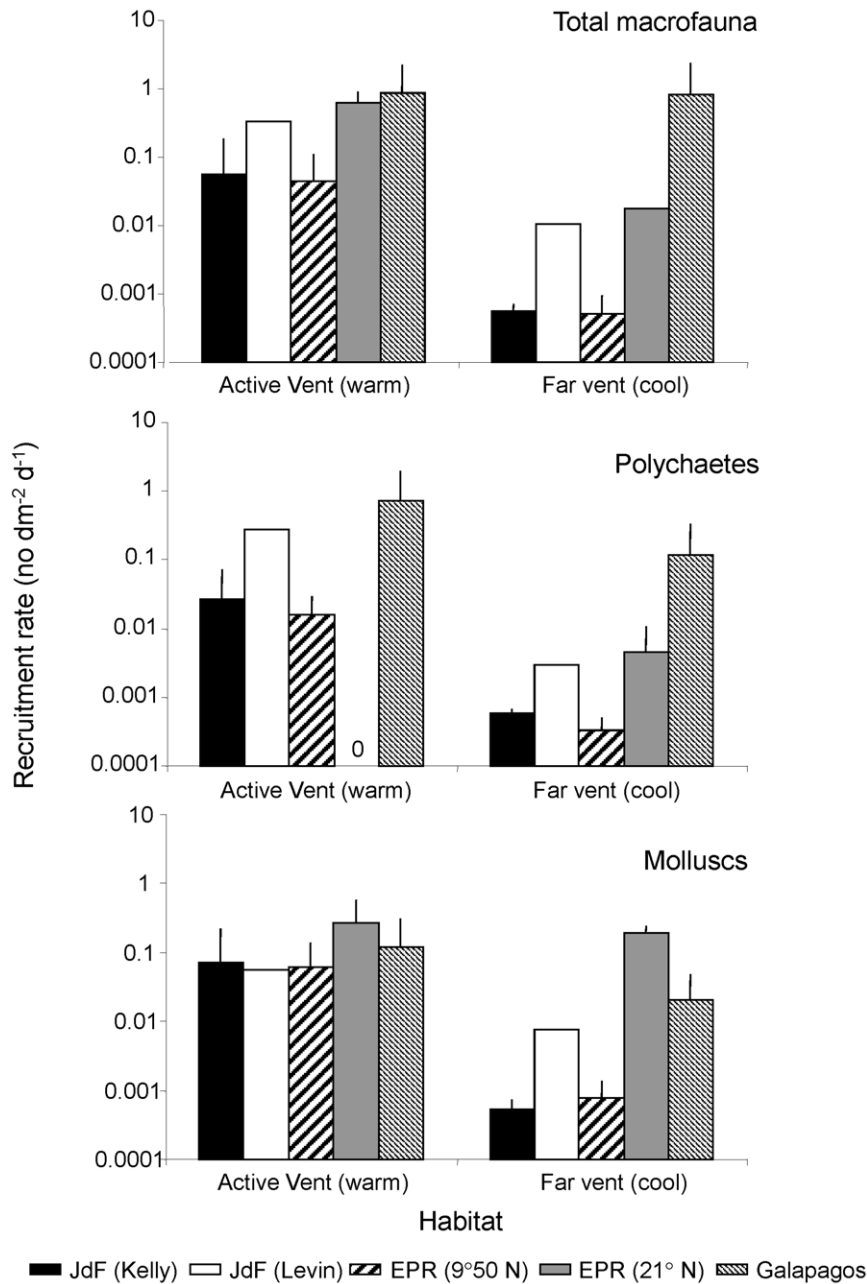 Total macrofauna
10
1
0.1
0.01
0.001
0.0001
Active Vent (warm) Far vent (cool)
Polychaetes
10
1
0.1
0.01
0.001
0.0001
0
Active Vent (warm) Far vent (cool)
Molluscs
10
1
0.1
0.01
0.001
0.0001
Active Vent (warm) Far vent (cool)
Recruitment rate (no dm⁻² d⁻¹)
Habitat
JdF (Kelly) JdF (Levin) EPR (9°50 N) EPR (21° N) Galapagos